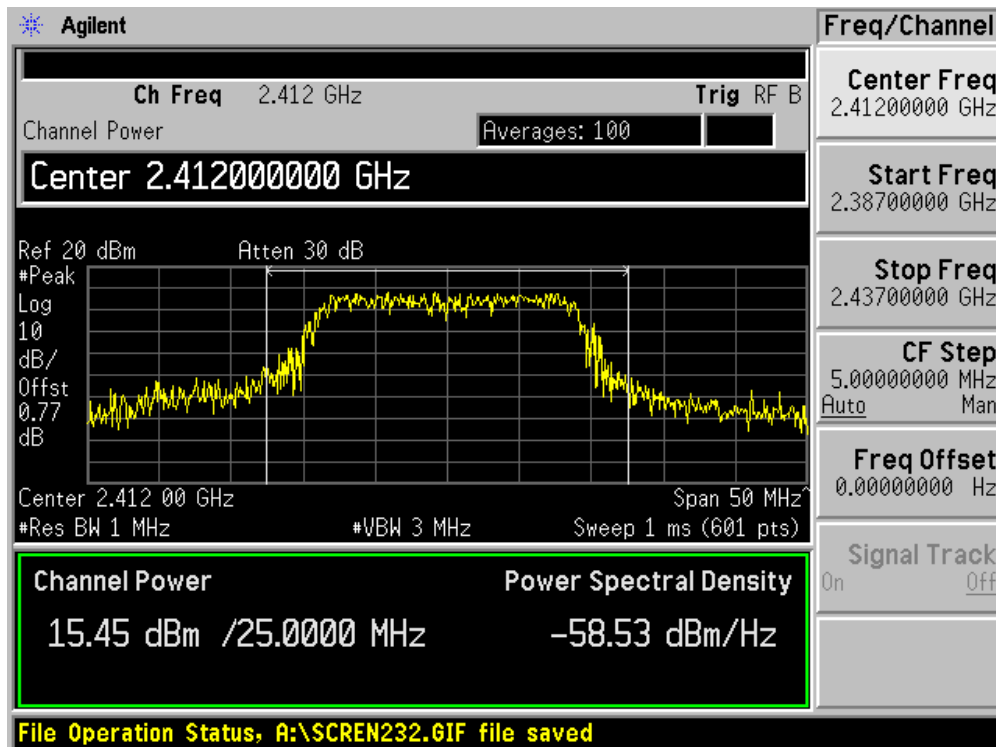 Agilent
Freq/Channel
Ch Freq 2.412 GHz Trig RF B
Channel Power Averages: 100
Center 2.412000000 GHz
Ref 20 dBm Atten 30 dB
#Peak
Log
10
dB/
Offst
0.77
dB
Center 2.412 00 GHz Span 50 MHz^
#Res BW 1 MHz #VBW 3 MHz Sweep 1 ms (601 pts)
Channel Power Power Spectral Density
15.45 dBm /25.0000 MHz -58.53 dBm/Hz
File Operation Status, A:\SCREN232.GIF file saved
Center Freq
2.41200000 GHz
Start Freq
2.38700000 GHz
Stop Freq
2.43700000 GHz
CF Step
5.00000000 MHz
Auto Man
Freq Offset
0.00000000 Hz
Signal Track
On Off